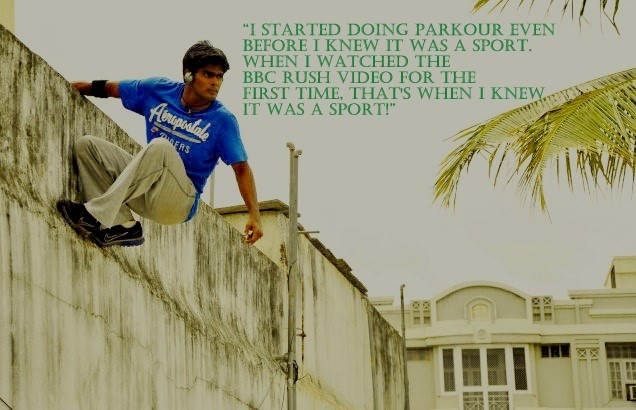 “I STARTED DOING PARKOUR EVEN
BEFORE I KNEW IT WAS A SPORT.
WHEN I WATCHED THE
BBC RUSH VIDEO FOR THE
FIRST TIME, THAT'S WHEN I KNEW
IT WAS A SPORT!”
Aéropostale